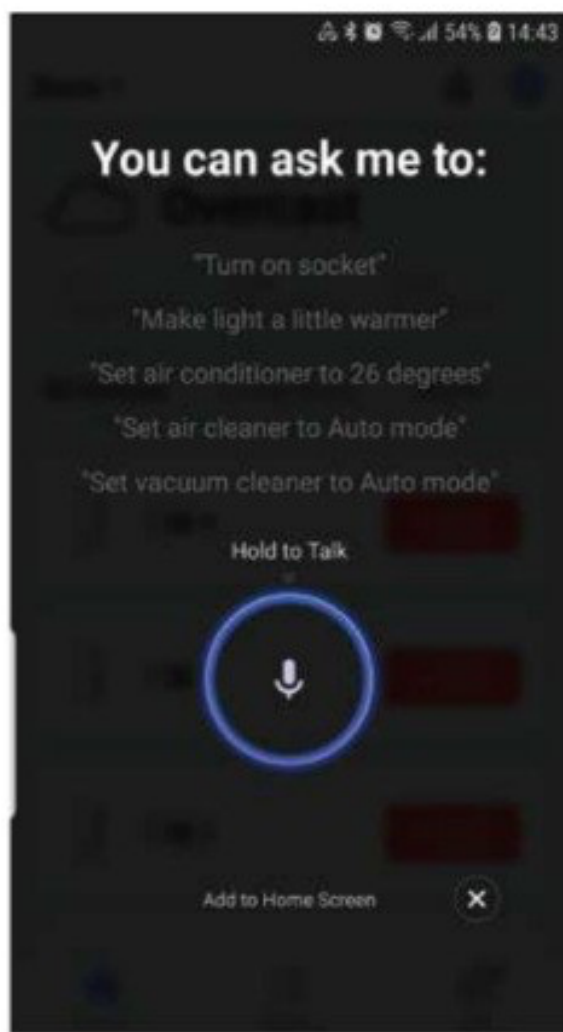 54% 14:43
You can ask me to:
Overcast
"Turn on socket"
"Make light a little warmer"
"Set air conditioner to 26 degrees"
"Set air cleaner to Auto mode"
"Set vacuum cleaner to Auto mode"
Hold to Talk
Add to Home Screen